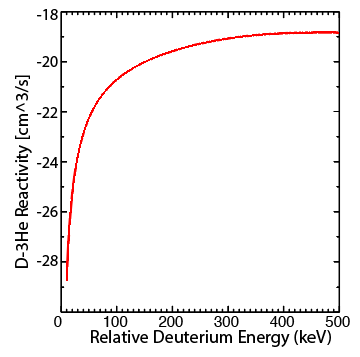 -18
-20
-22
-24
-26
-28
D-3He Reactivity [cm^3/s]
0 100 200 300 400 500
Relative Deuterium Energy (keV)